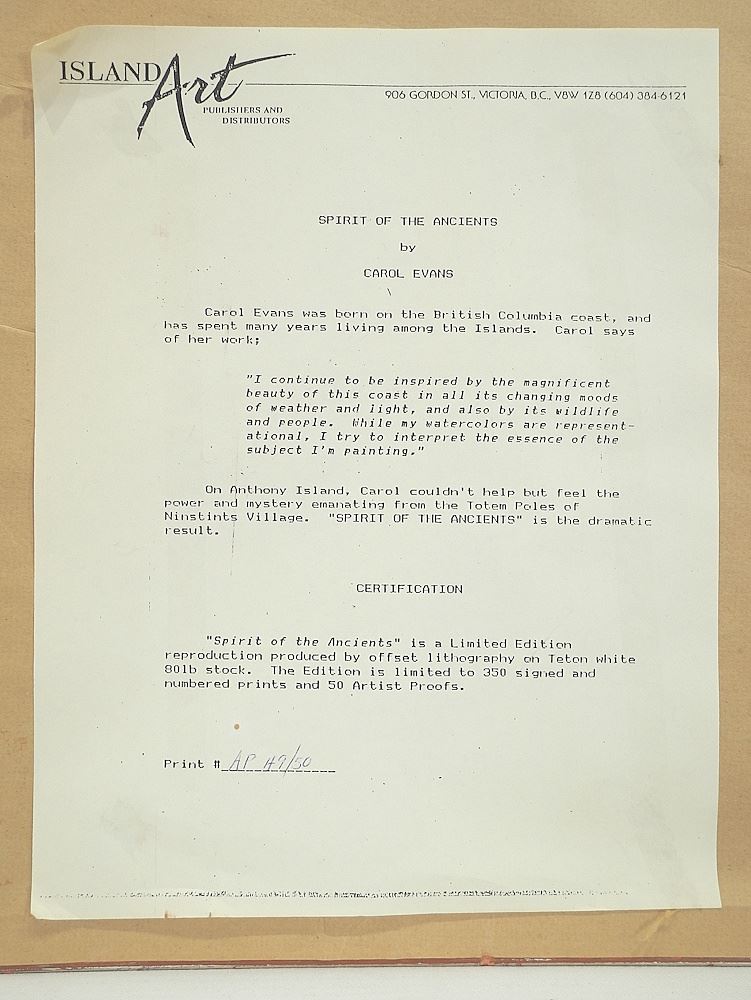 ISLAND Art
PUBLISHERS AND
DISTRIBUTORS
906 GORDON ST., VICTORIA, B.C., V8W 1Z8 (604) 384-6121
SPIRIT OF THE ANCIENTS
by
CAROL EVANS
Carol Evans was born on the British Columbia coast, and
has spent many years living among the Islands. Carol says
of her work;
"I continue to be inspired by the magnificent
beauty of this coast in all its changing moods
of weather and light, and also by its wildlife
and people. While my watercolors are represent-
ational, I try to interpret the essence of the
subject I'm painting."
On Anthony Island, Carol couldn't help but feel the
power and mystery emanating from the Totem Poles of
Ninstints Village. "SPIRIT OF THE ANCIENTS" is the dramatic
result.
CERTIFICATION
"Spirit of the Ancients" is a Limited Edition
reproduction produced by offset lithography on Teton white
80lb stock. The Edition is limited to 350 signed and
numbered prints and 50 Artist Proofs.
Print # AP 49/50